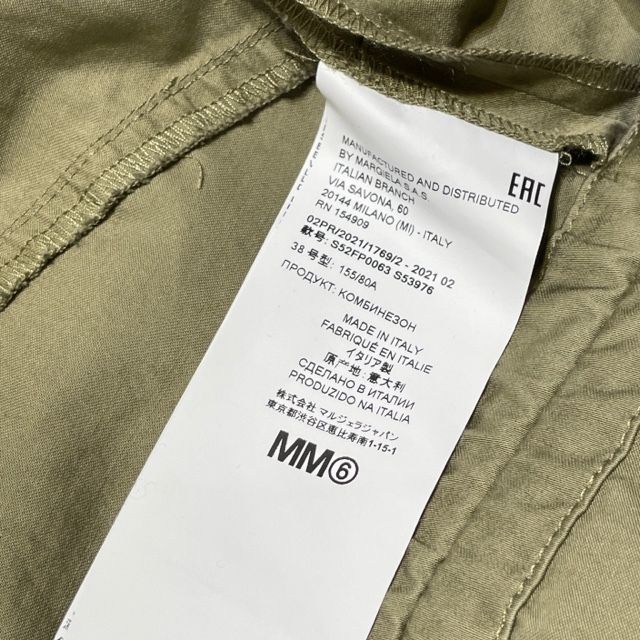 MANUFACTURED AND DISTRIBUTED
BY MARGIELA S.A.S.
ITALIAN BRANCH
VIA SAVONA, 60
20144 MILANO (MI) - ITALY
RN 154909
EAC
02PR/2021/1769/2 - 2021 02
款号: S52FP0063 S53976
38 号型: 155/80A
ПРОДУКТ: КОМБИНЕЗОН
MADE IN ITALY
FABRIQUÉ EN ITALIE
イタリア製
原产地: 意大利
СДЕЛАНО В ИТАЛИИ
PRODUZIDO NA ITALIA
株式会社 マルジェラジャパン
東京都渋谷区恵比寿南1-15-1
MM⑥